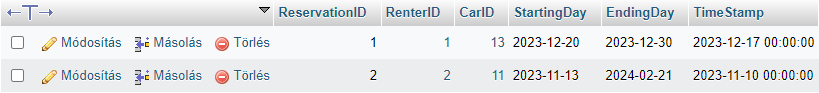 ReservationID RenterID CarID StartingDay EndingDay TimeStamp
Módosítás Másolás Törlés 1 1 13 2023-12-20 2023-12-30 2023-12-17 00:00:00
Módosítás Másolás Törlés 2 2 11 2023-11-13 2024-02-21 2023-11-10 00:00:00